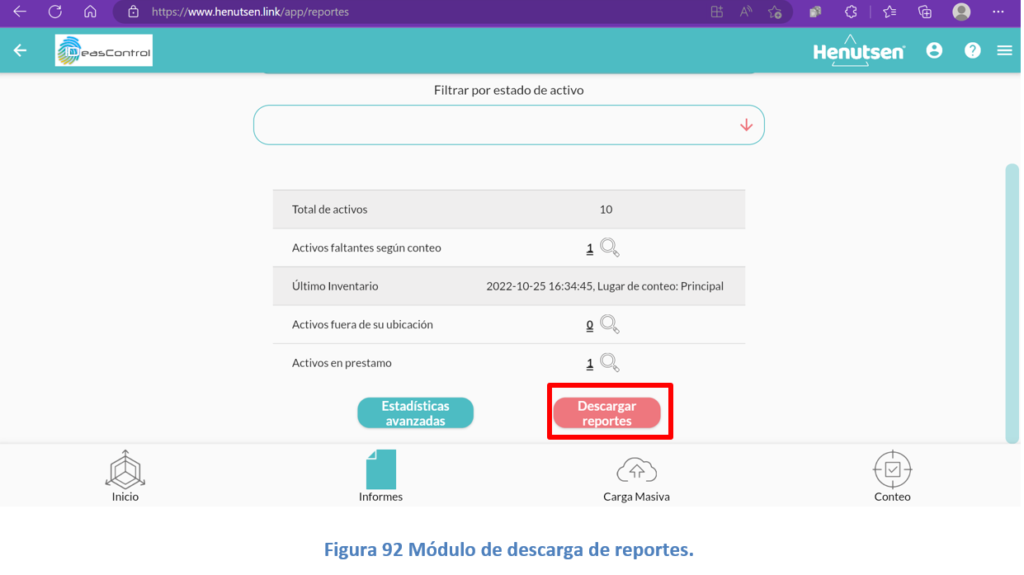 https://www.henutsen.link/app/reportes
easControl
Henutsen
Filtrar por estado de activo
Total de activos 10
Activos faltantes según conteo 1
Último Inventario 2022-10-25 16:34:45, Lugar de conteo: Principal
Activos fuera de su ubicación 0
Activos en prestamo 1
Estadísticas
avanzadas
Descargar
reportes
Inicio Informes Carga Masiva Conteo
Figura 92 Módulo de descarga de reportes.